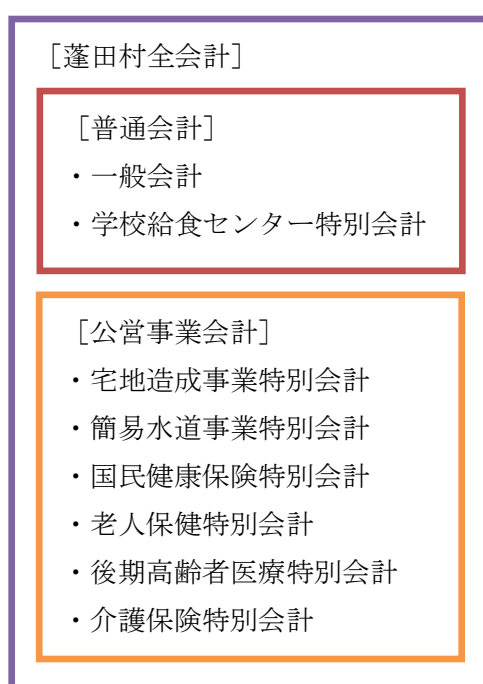 ［蓬田村全会計］
［普通会計］
・一般会計
・学校給食センター特別会計
［公営事業会計］
・宅地造成事業特別会計
・簡易水道事業特別会計
・国民健康保険特別会計
・老人保健特別会計
・後期高齢者医療特別会計
・介護保険特別会計